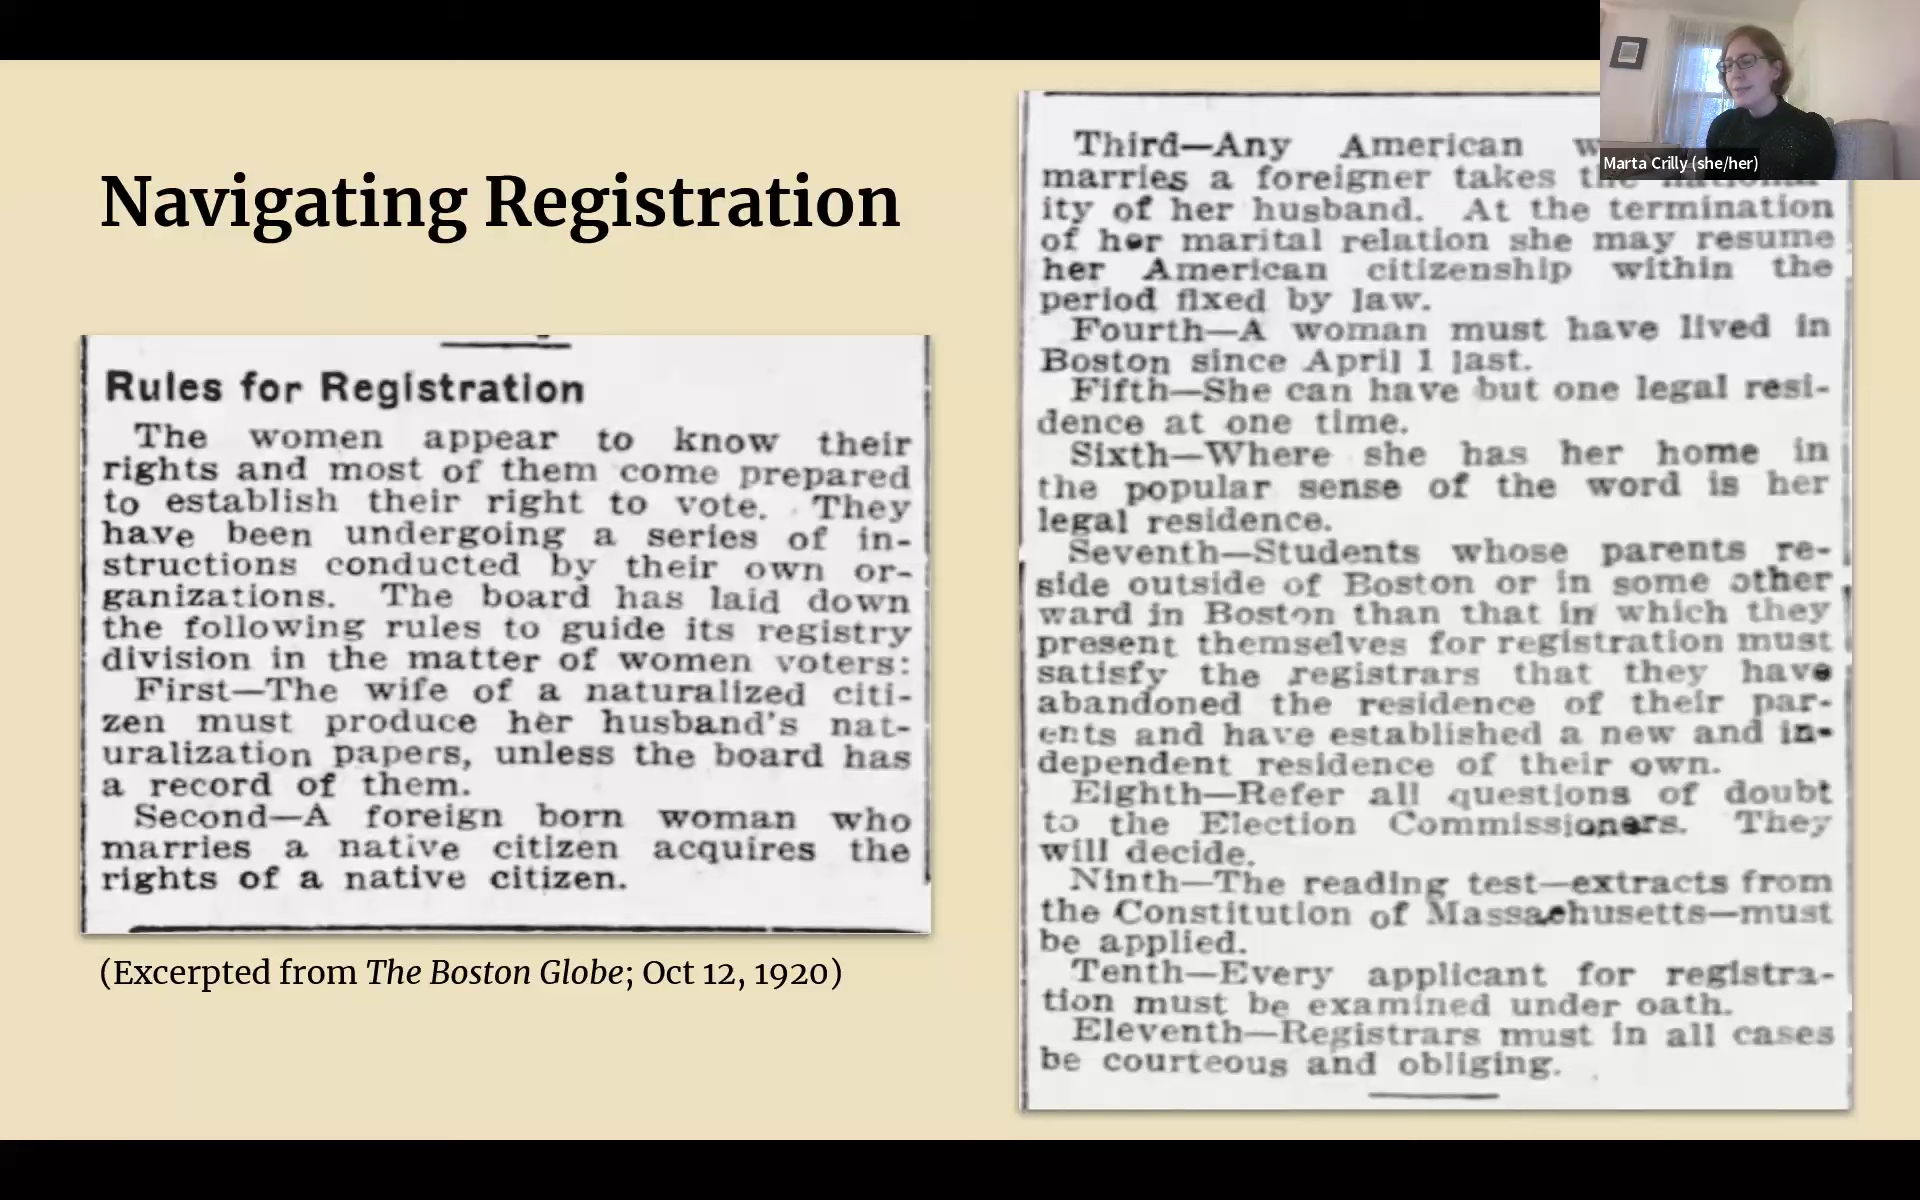 Navigating Registration
Rules for Registration
The women appear to know their
rights and most of them come prepared
to establish their right to vote. They
have been undergoing a series of in-
structions conducted by their own or-
ganizations. The board has laid down
the following rules to guide its registry
division in the matter of women voters:
First—The wife of a naturalized citi-
zen must produce her husband's nat-
uralization papers, unless the board has
a record of them.
Second—A foreign born woman who
marries a native citizen acquires the
rights of a native citizen.
(Excerpted from The Boston Globe; Oct 12, 1920)
Third—Any American
marries a foreigner takes
ity of her husband. At the termination
of her marital relation she may resume
her American citizenship within the
period fixed by law.
Fourth—A woman must have lived in
Boston since April 1 last.
Fifth—She can have but one legal resi-
dence at one time.
Sixth—Where she has her home in
the popular sense of the word is her
legal residence.
Seventh—Students whose parents re-
side outside of Boston or in some other
ward in Boston than that in which they
present themselves for registration must
satisfy the registrars that they have
abandoned the residence of their par-
ents and have established a new and in-
dependent residence of their own.
Eighth—Refer all questions of doubt
to the Election Commissioners. They
will decide.
Ninth—The reading test—extracts from
the Constitution of Massachusetts—must
be applied.
Tenth—Every applicant for registra-
tion must be examined under oath.
Eleventh—Registrars must in all cases
be courteous and obliging.
Marta Crilly (she/her)